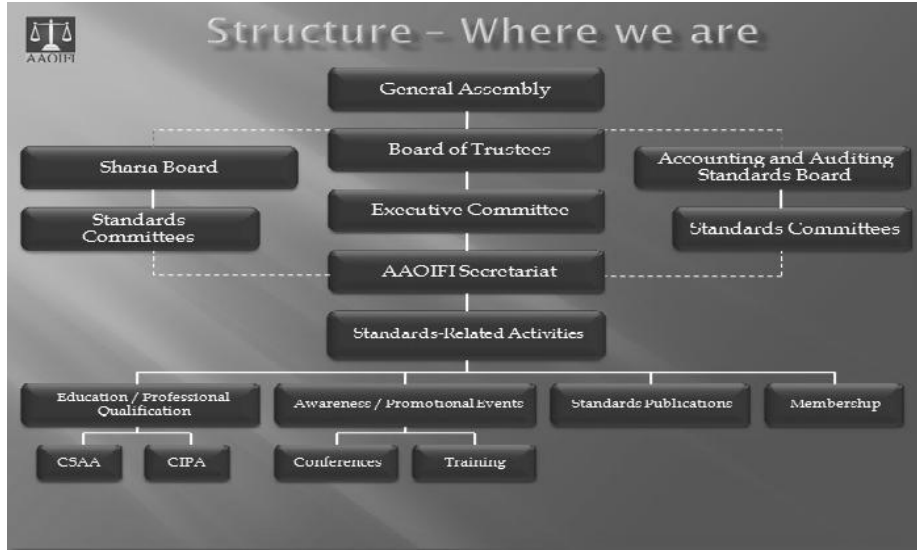 AAOIFI
Structure – Where we are
General Assembly
Board of Trustees
Sharia Board
Accounting and Auditing
Standards Board
Executive Committee
Standards
Committees
Standards Committees
AAOIFI Secretariat
Standards-Related Activities
Education / Professional
Qualification
Awareness / Promotional Events
Standards Publications
Membership
CSAA
CIPA
Conferences
Training